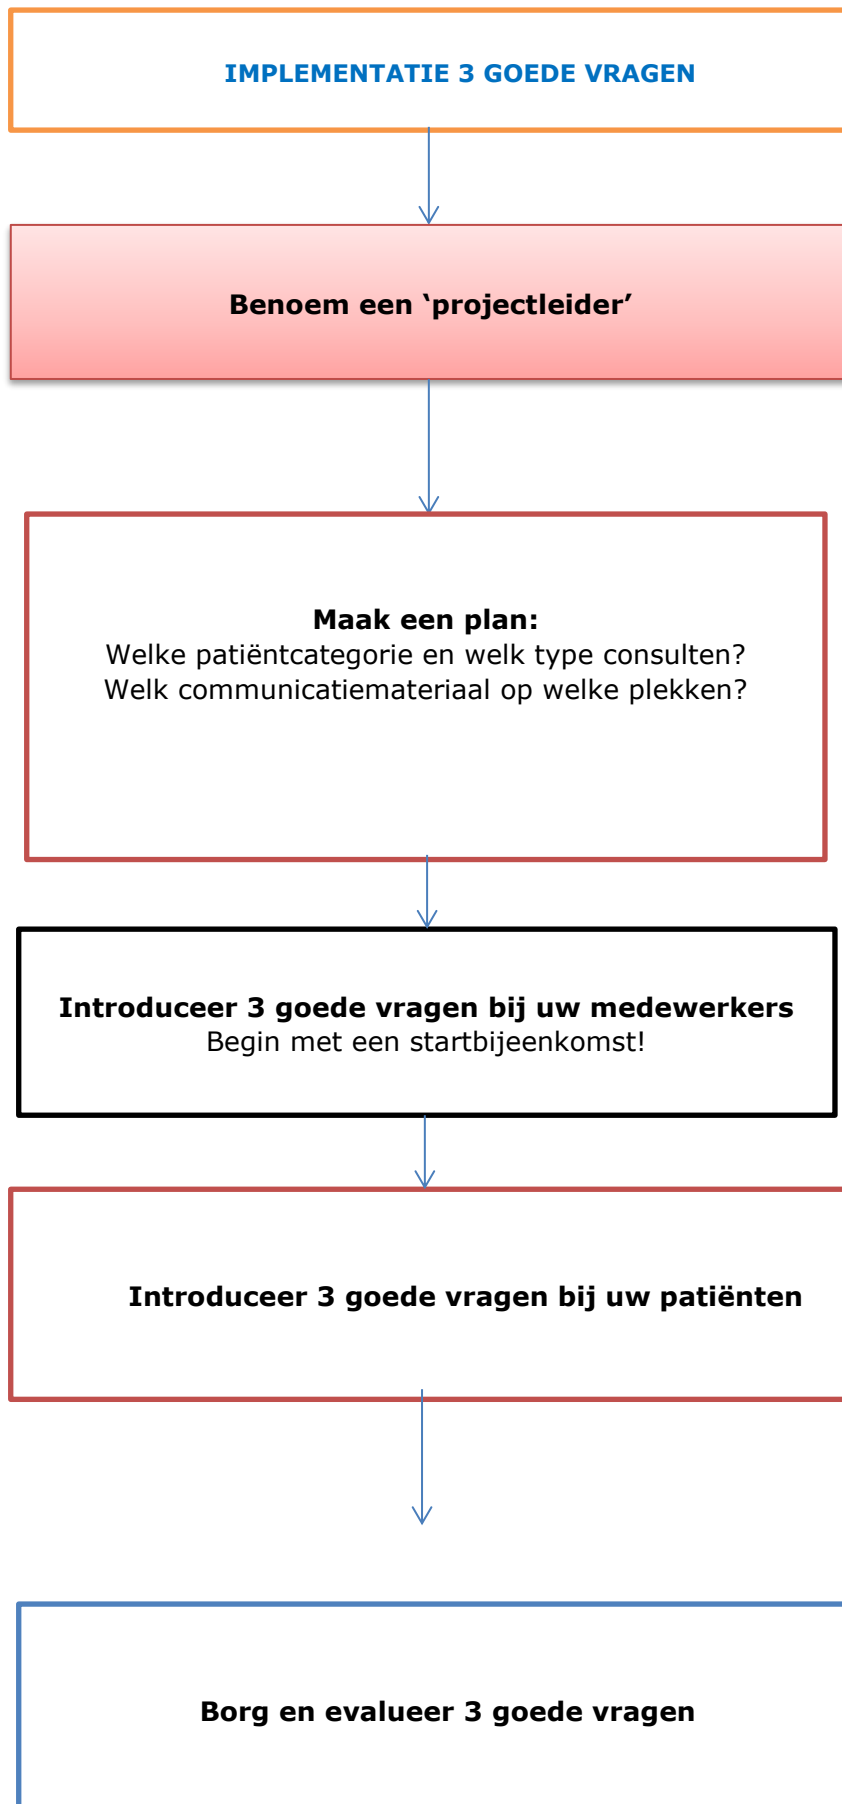 IMPLEMENTATIE 3 GOEDE VRAGEN
Benoem een ‘projectleider’
Maak een plan:
Welke patiëntcategorie en welk type consulten?
Welk communicatiemateriaal op welke plekken?
Introduceer 3 goede vragen bij uw medewerkers
Begin met een startbijeenkomst!
Introduceer 3 goede vragen bij uw patiënten
Borg en evalueer 3 goede vragen